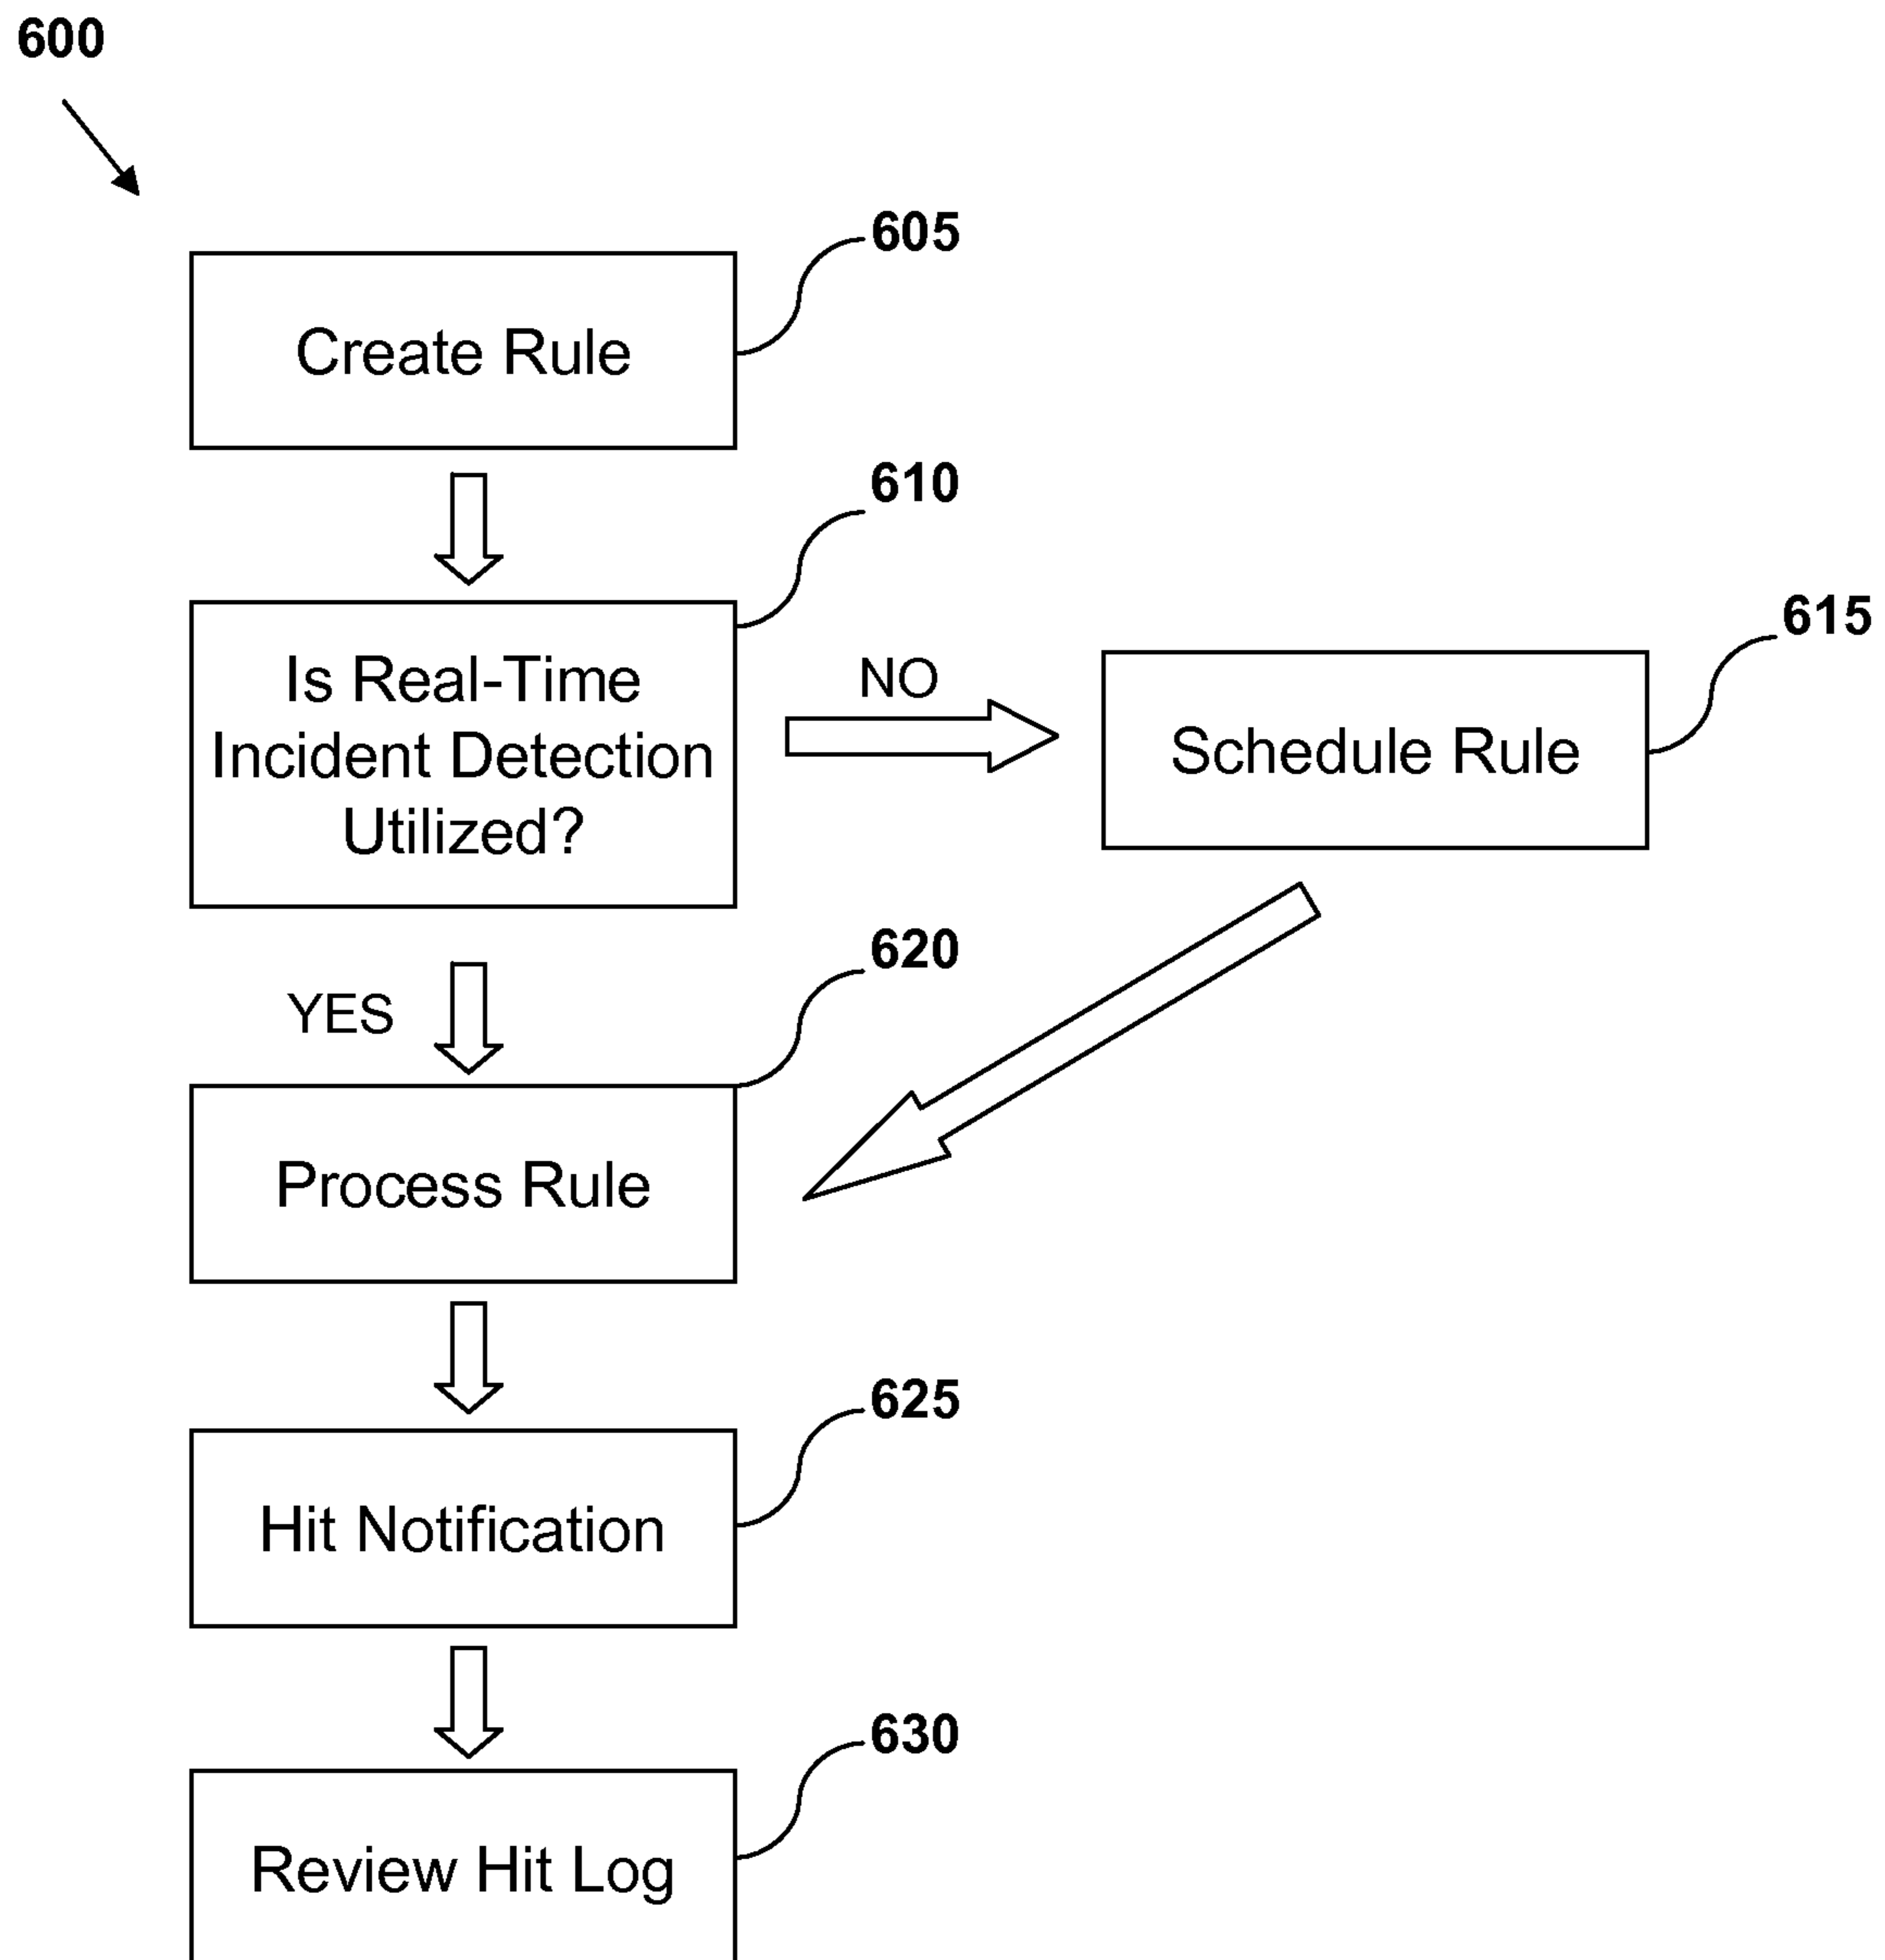 600
605
Create Rule
610
Is Real-Time
Incident Detection
Utilized?
NO
615
Schedule Rule
YES
620
Process Rule
625
Hit Notification
630
Review Hit Log